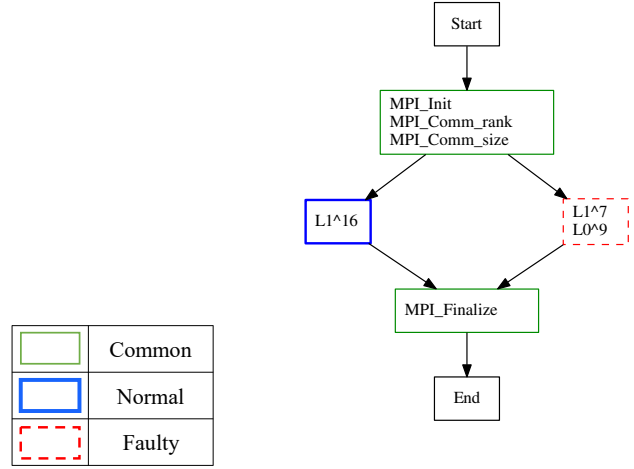 Start
MPI_Init
MPI_Comm_rank
MPI_Comm_size
L1^16
L1^7
L0^9
MPI_Finalize
End
Common
Normal
Faulty